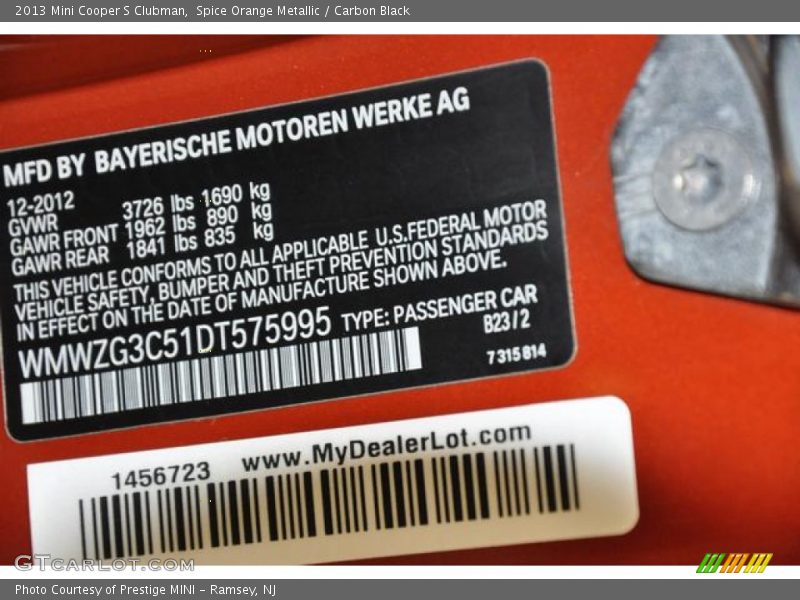 2013 Mini Cooper S Clubman,  Spice Orange Metallic / Carbon Black
MFD BY BAYERISCHE MOTOREN WERKE AG
12-2012
GVWR 3726 lbs 1690 kg
GAWR FRONT 1962 lbs 890 kg
GAWR REAR 1841 lbs 835 kg
THIS VEHICLE CONFORMS TO ALL APPLICABLE U.S.FEDERAL MOTOR
VEHICLE SAFETY, BUMPER AND THEFT PREVENTION STANDARDS
IN EFFECT ON THE DATE OF MANUFACTURE SHOWN ABOVE.
WMWZG3C51DT575995 TYPE: PASSENGER CAR
B23/2
7315814
1456723 www.MyDealerLot.com
GTcarlot.com
Photo Courtesy of Prestige MINI - Ramsey, NJ